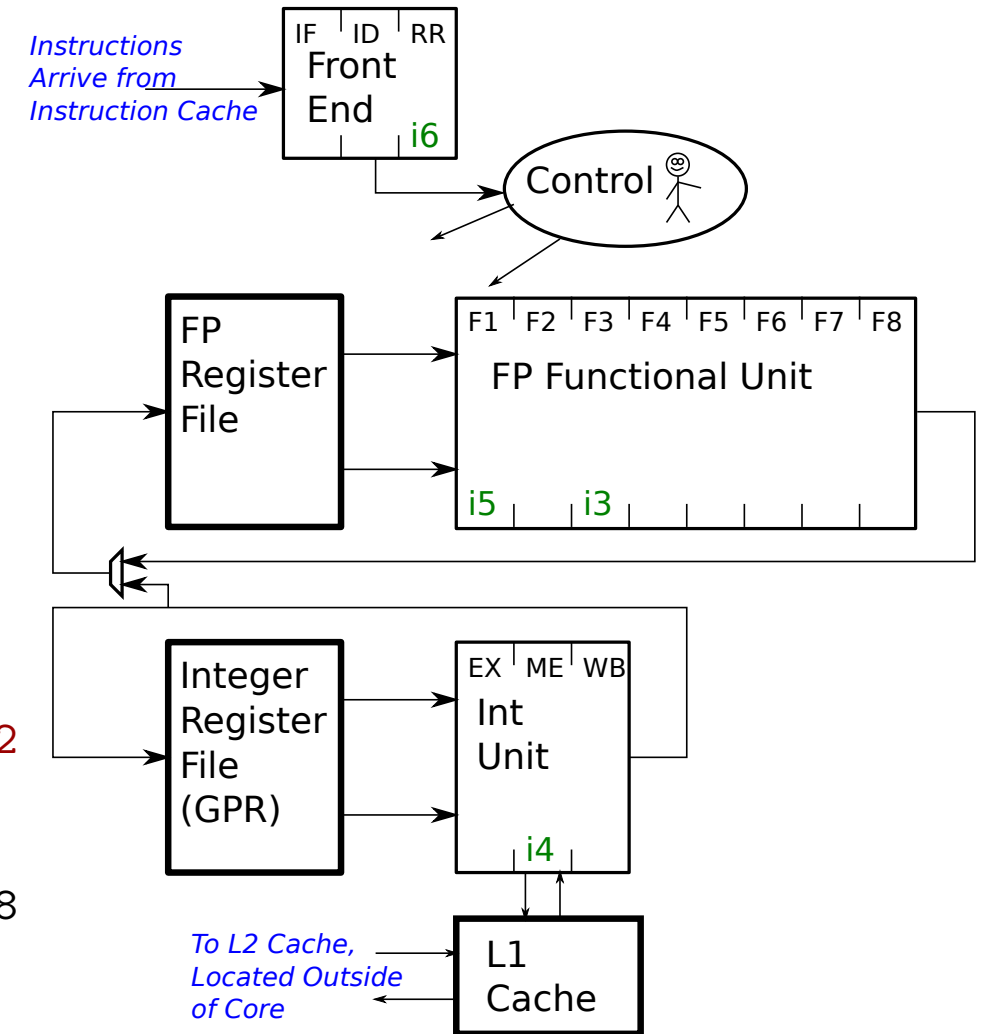 IF ID RR
Front
End
i6
Instructions
Arrive from
Instruction Cache
Control
FP
Register
File
F1 F2 F3 F4 F5 F6 F7 F8
FP Functional Unit
i5 i3
Integer
Register
File
(GPR)
EX ME WB
Int
Unit
i4
2
8
To L2 Cache,
Located Outside
of Core
L1
Cache